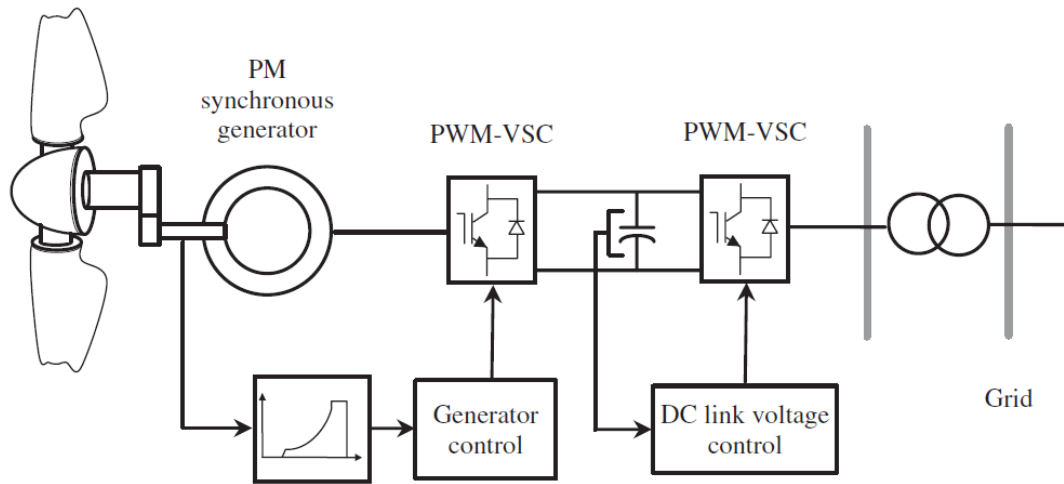 PM
synchronous
generator
PWM-VSC
PWM-VSC
Generator
control
DC link voltage
control
Grid